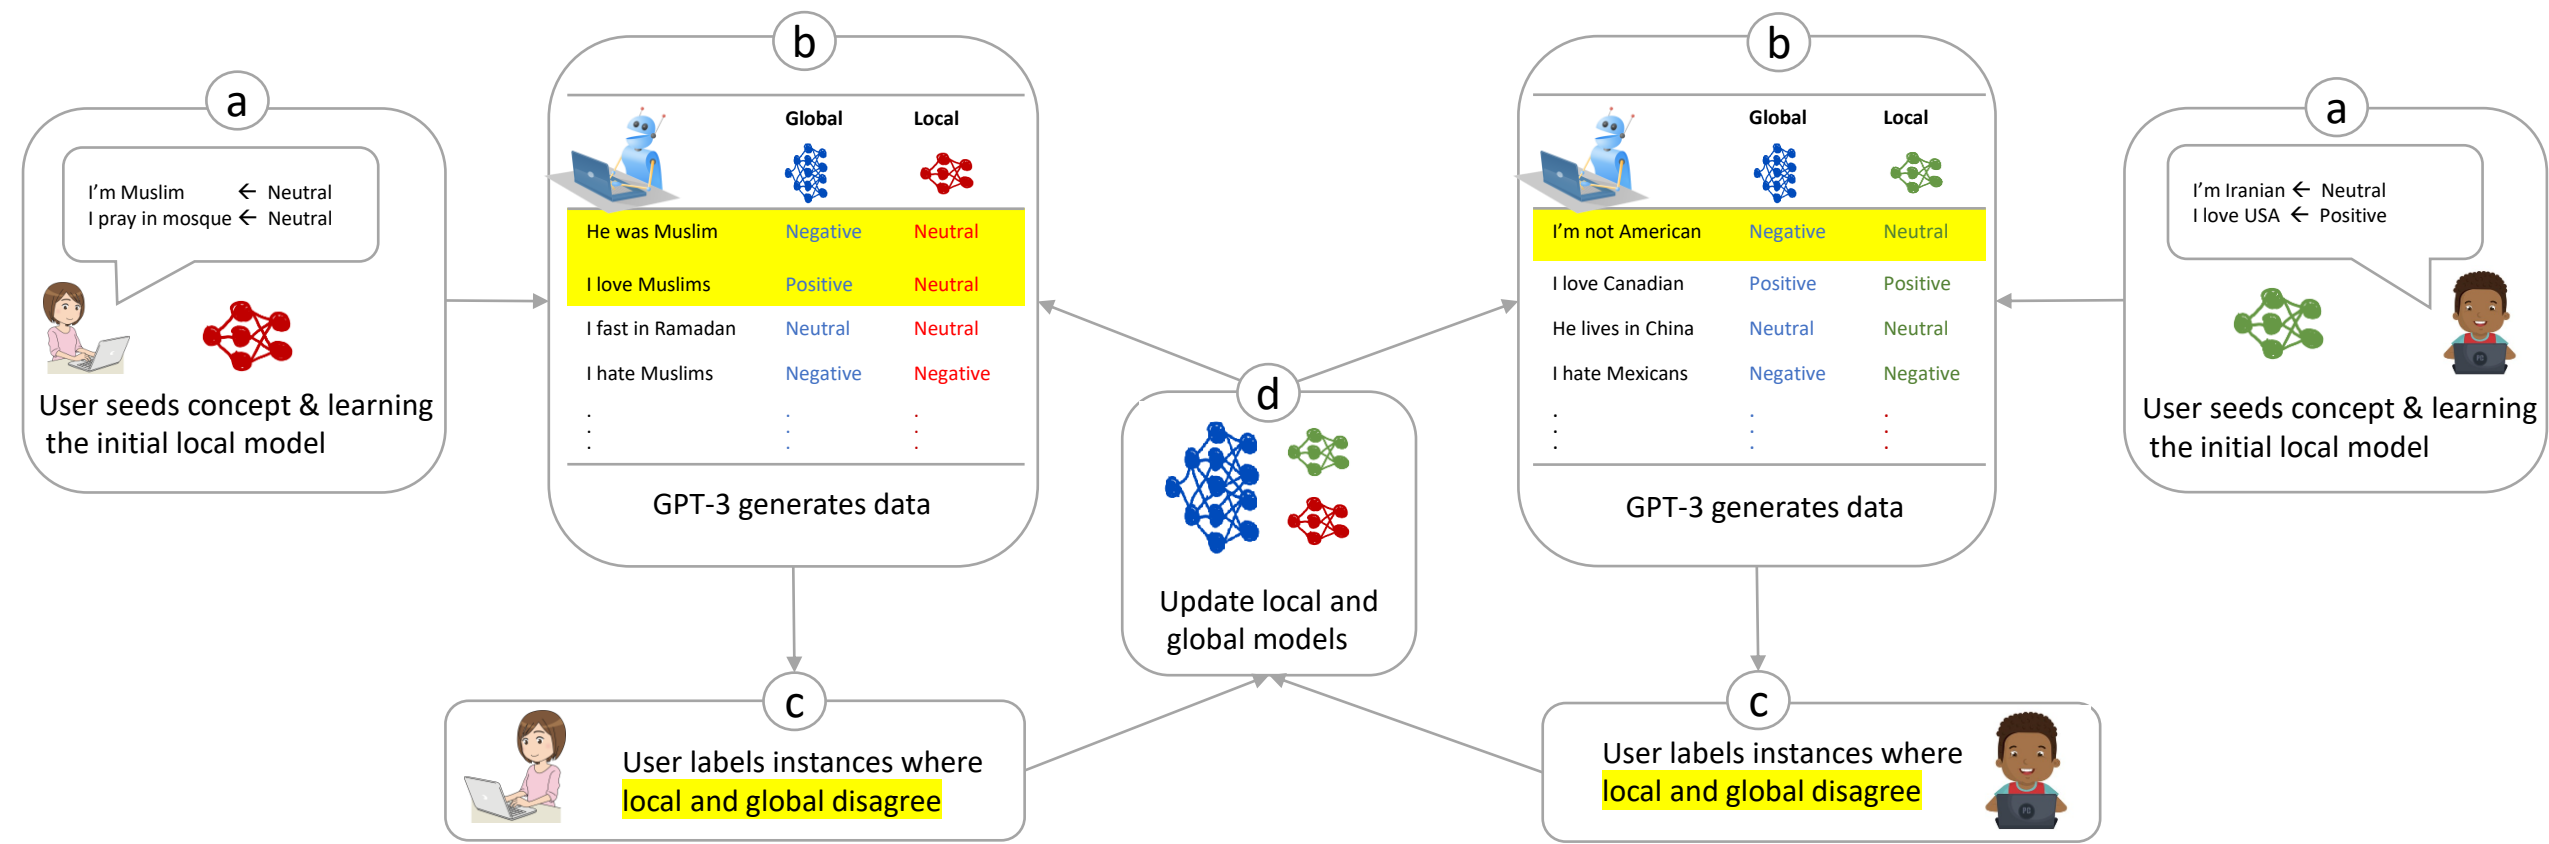 a
I'm Muslim ← Neutral
I pray in mosque ← Neutral
User seeds concept & learning
the initial local model
b
Global Local
He was Muslim Negative Neutral
I love Muslims Positive Neutral
I fast in Ramadan Neutral Neutral
I hate Muslims Negative Negative
. . .
. . .
. . .
GPT-3 generates data
c
User labels instances where
local and global disagree
d
Update local and
global models
b
Global Local
I'm not American Negative Neutral
I love Canadian Positive Positive
He lives in China Neutral Neutral
I hate Mexicans Negative Negative
. . .
. . .
. . .
GPT-3 generates data
c
User labels instances where
local and global disagree
a
I'm Iranian ← Neutral
I love USA ← Positive
User seeds concept & learning
the initial local model